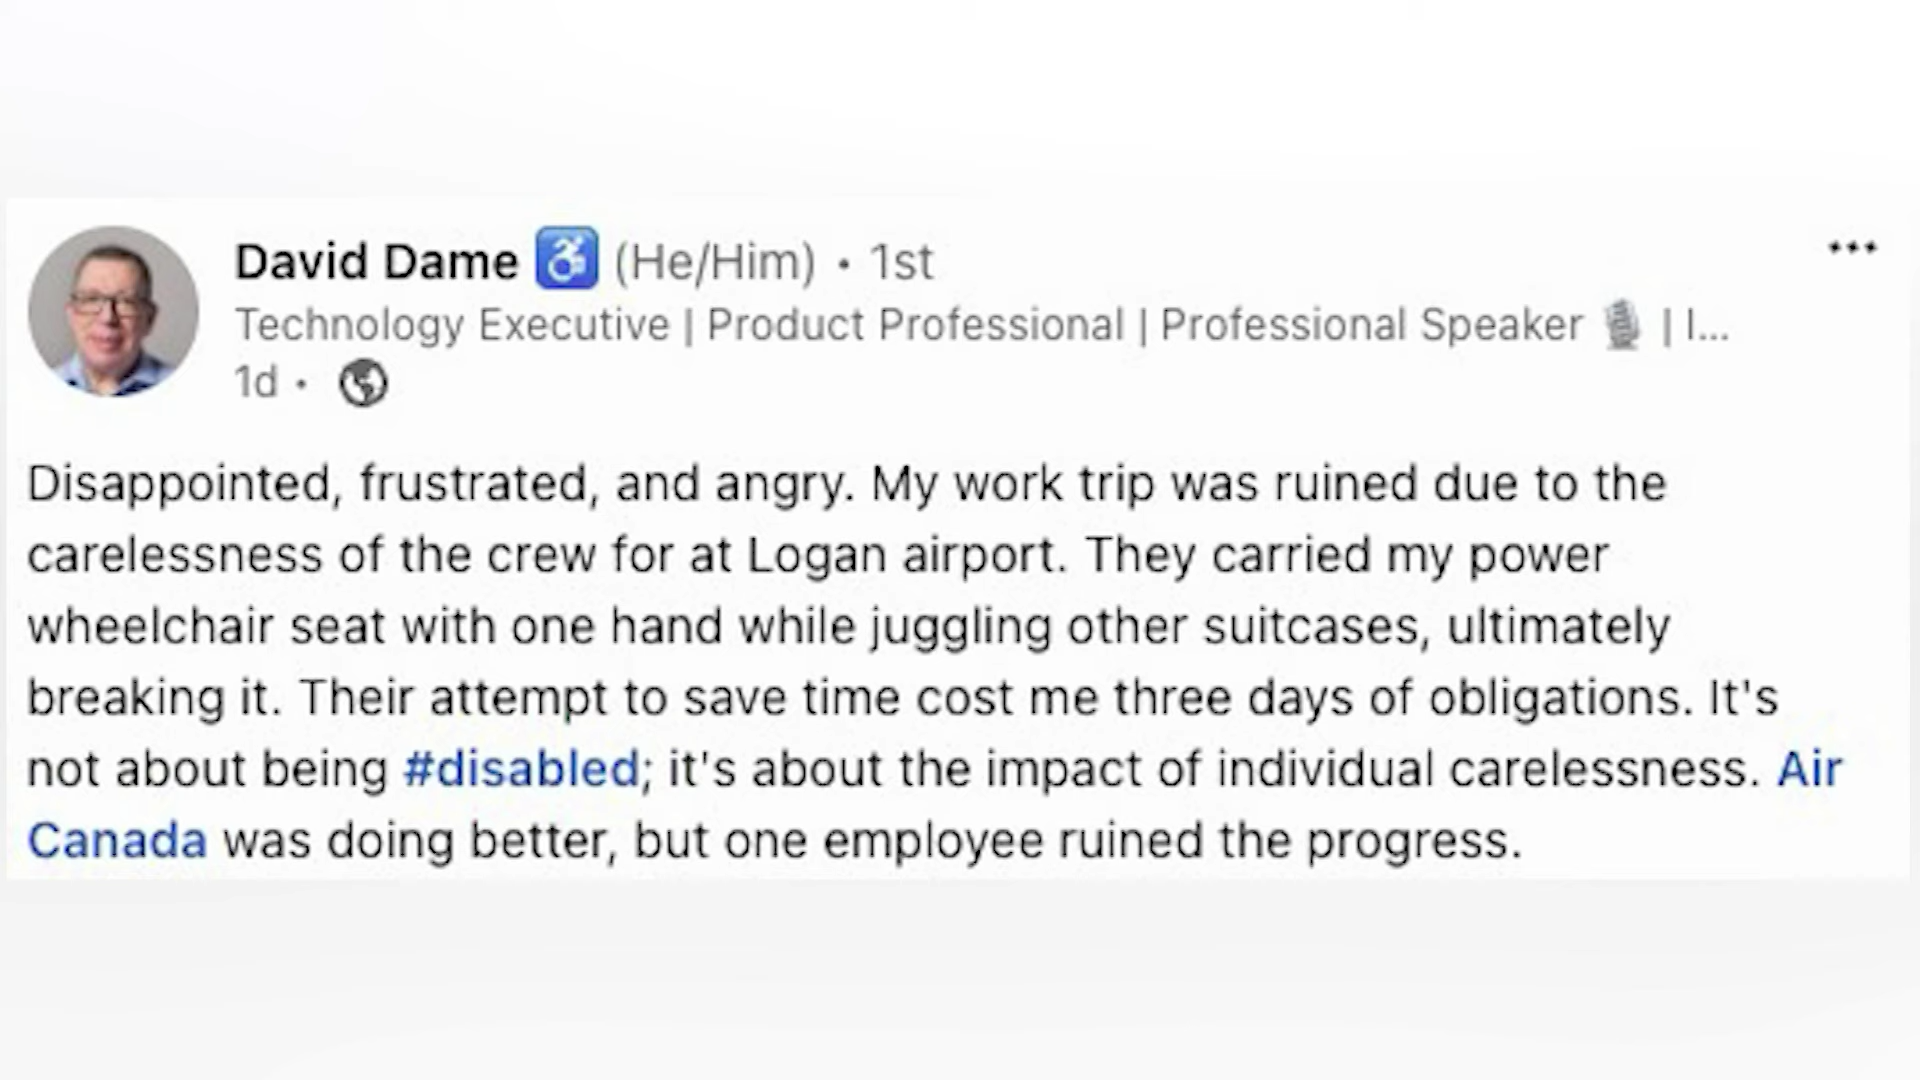 David Dame ♿ (He/Him) • 1st
Technology Executive | Product Professional | Professional Speaker 🎙️ | I...
1d •
Disappointed, frustrated, and angry. My work trip was ruined due to the
carelessness of the crew for at Logan airport. They carried my power
wheelchair seat with one hand while juggling other suitcases, ultimately
breaking it. Their attempt to save time cost me three days of obligations. It's
not about being #disabled; it's about the impact of individual carelessness. Air
Canada was doing better, but one employee ruined the progress.